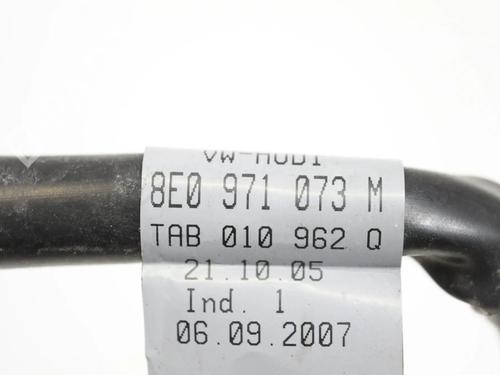 VW-AUDI
8E0 971 073 M
TAB 010 962 Q
21.10.05
Ind. 1
06.09.2007